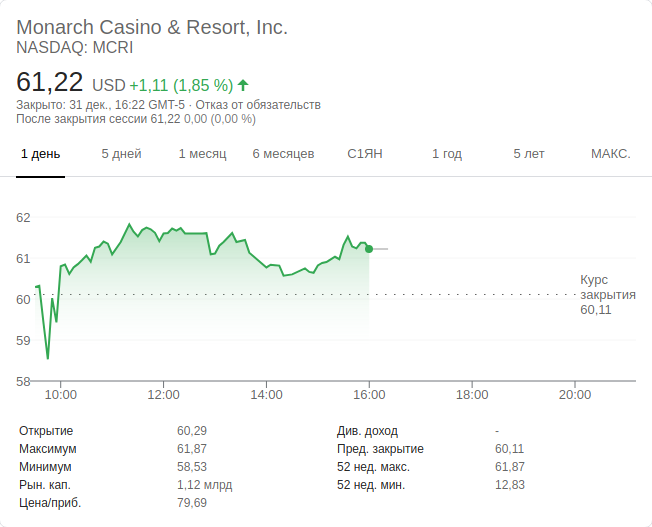 Monarch Casino & Resort, Inc.
NASDAQ: MCRI
61,22 USD +1,11 (1,85 %)
Закрыто: 31 дек., 16:22 GMT-5 · Отказ от обязательств
После закрытия сессии 61,22 0,00 (0,00 %)
1 день 5 дней 1 месяц 6 месяцев С1ЯН 1 год 5 лет МАКС.
62
61
60
59
58
Курс
закрытия
60,11
10:00 12:00 14:00 16:00 18:00 20:00
Открытие 60,29 Див. доход -
Максимум 61,87 Пред. закрытие 60,11
Минимум 58,53 52 нед. макс. 61,87
Рын. кап. 1,12 млрд 52 нед. мин. 12,83
Цена/приб. 79,69